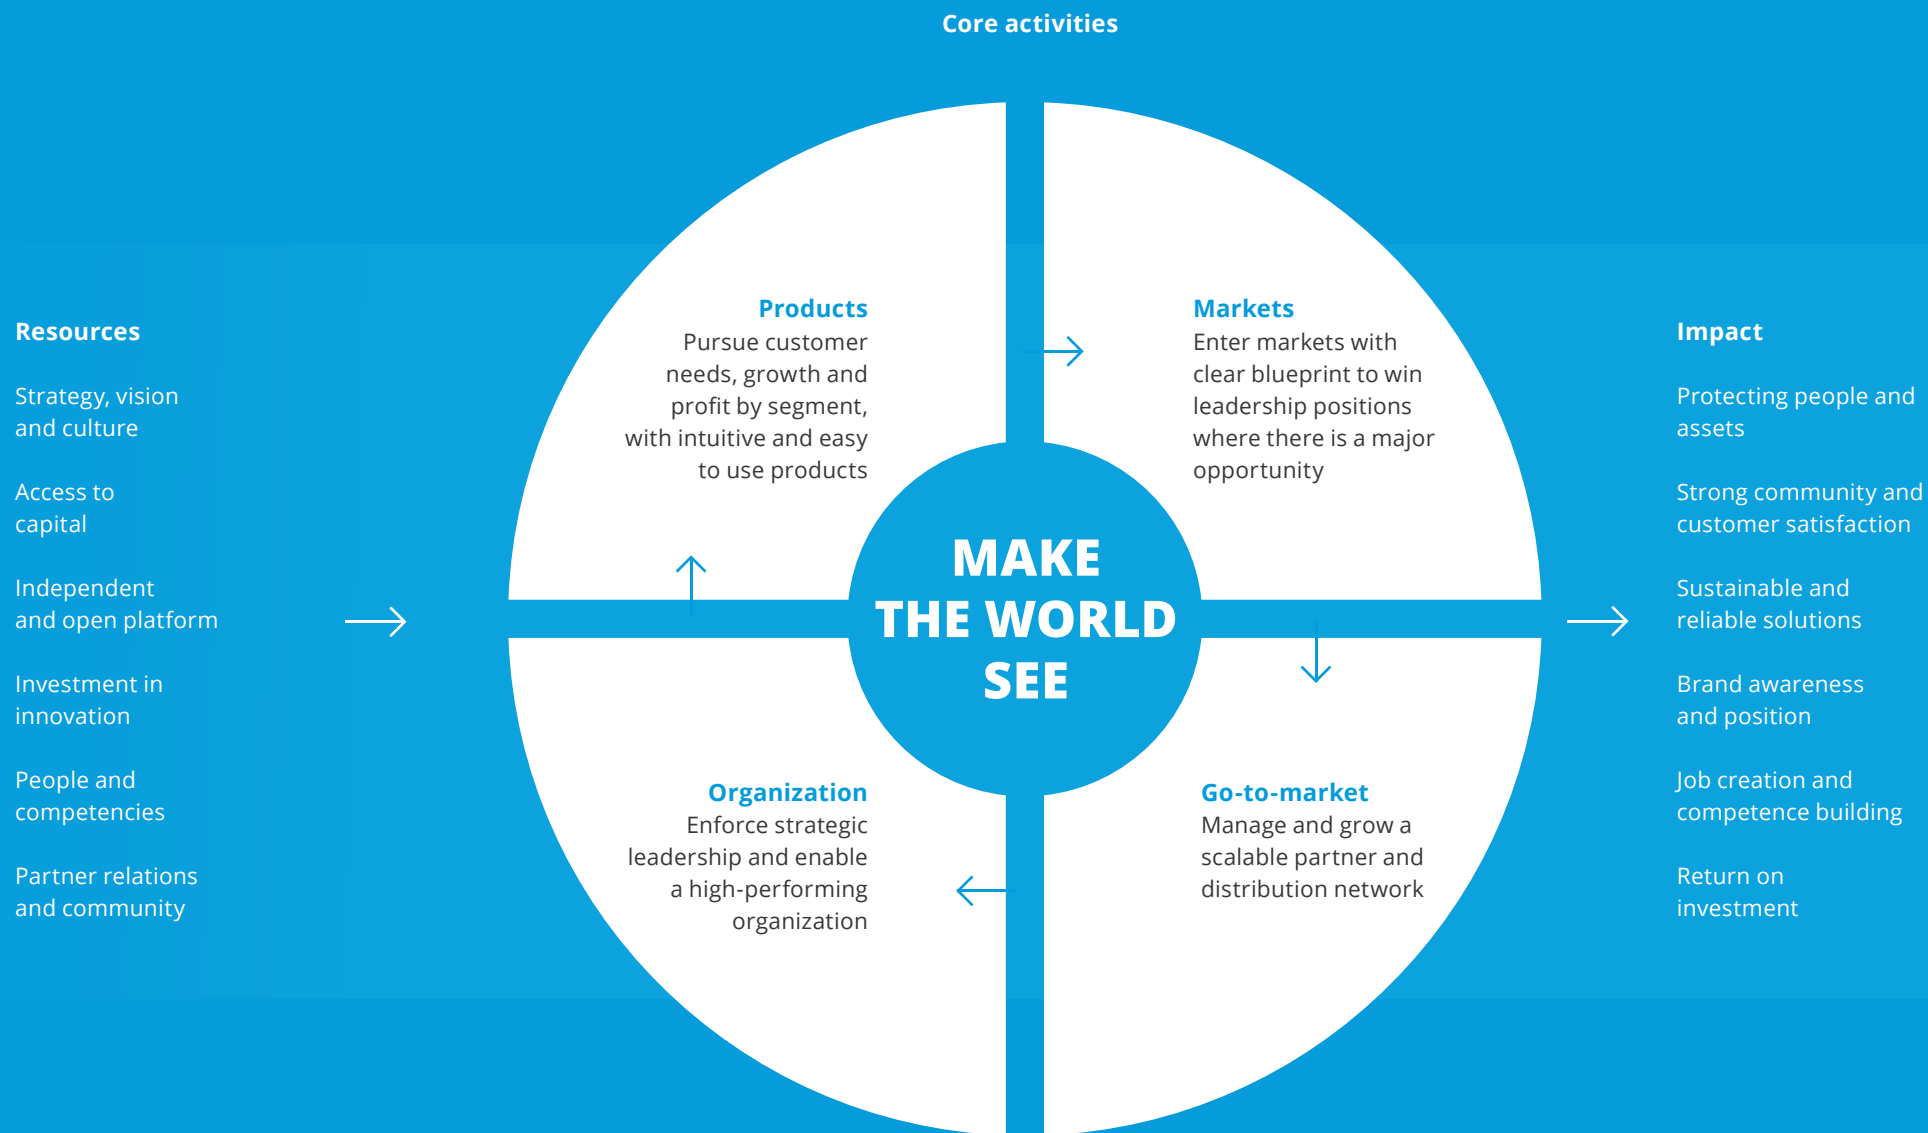 Core activities
Resources
Strategy, vision
and culture
Access to
capital
Independent
and open platform
Investment in
innovation
People and
competencies
Partner relations
and community
Products
Pursue customer
needs, growth and
profit by segment,
with intuitive and easy
to use products
Markets
Enter markets with
clear blueprint to win
leadership positions
where there is a major
opportunity
MAKE
THE WORLD
SEE
Organization
Enforce strategic
leadership and enable
a high-performing
organization
Go-to-market
Manage and grow a
scalable partner and
distribution network
Impact
Protecting people and
assets
Strong community and
customer satisfaction
Sustainable and
reliable solutions
Brand awareness
and position
Job creation and
competence building
Return on
investment